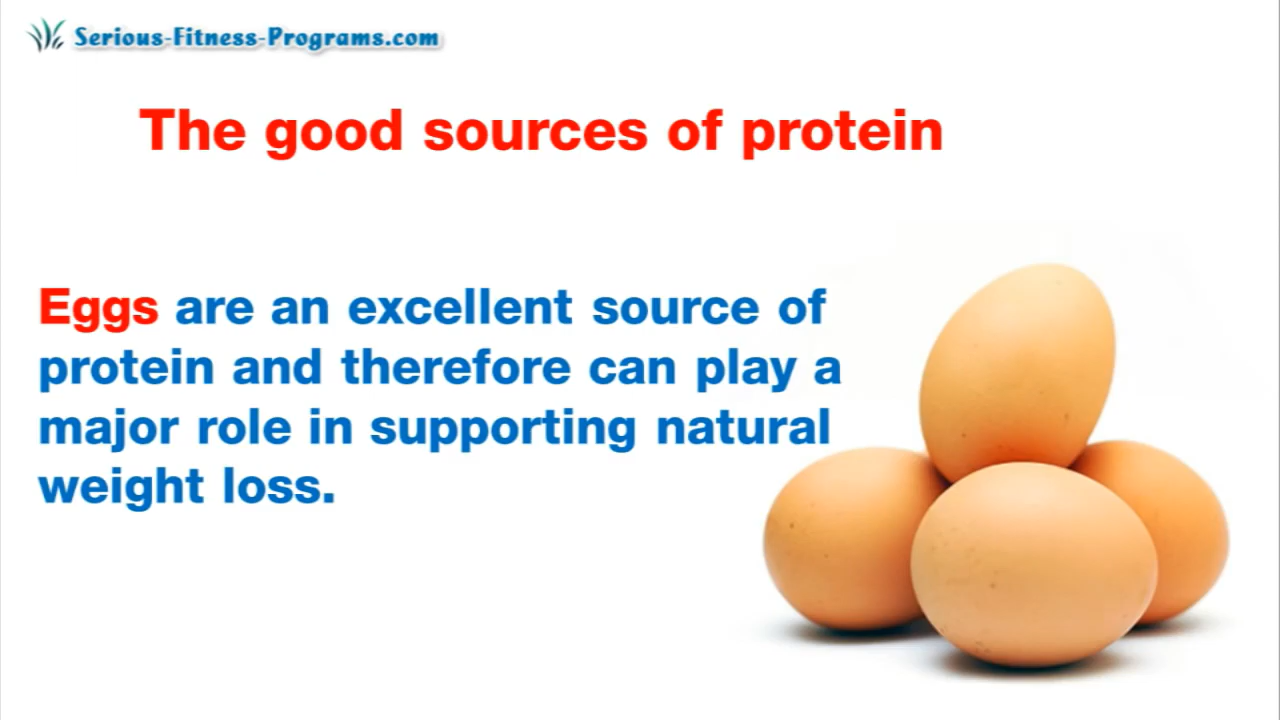 Serious-Fitness-Programs.com
The good sources of protein
Eggs are an excellent source of
protein and therefore can play a
major role in supporting natural
weight loss.